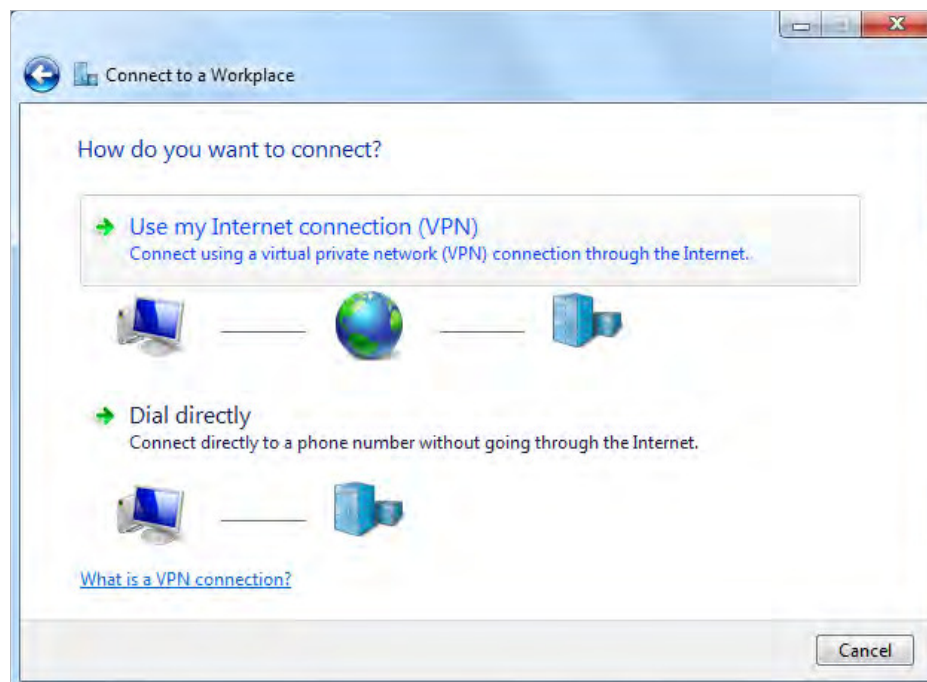 Connect to a Workplace
How do you want to connect?
Use my Internet connection (VPN)
Connect using a virtual private network (VPN) connection through the Internet.
Dial directly
Connect directly to a phone number without going through the Internet.
What is a VPN connection?
Cancel